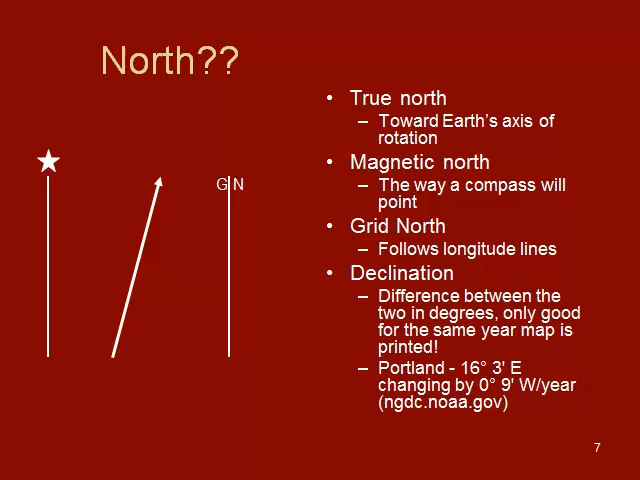 North??
G N
• True north
– Toward Earth's axis of
rotation
• Magnetic north
– The way a compass will
point
• Grid North
– Follows longitude lines
• Declination
– Difference between the
two in degrees, only good
for the same year map is
printed!
– Portland - 16° 3' E
changing by 0° 9' W/year
(ngdc.noaa.gov)
7